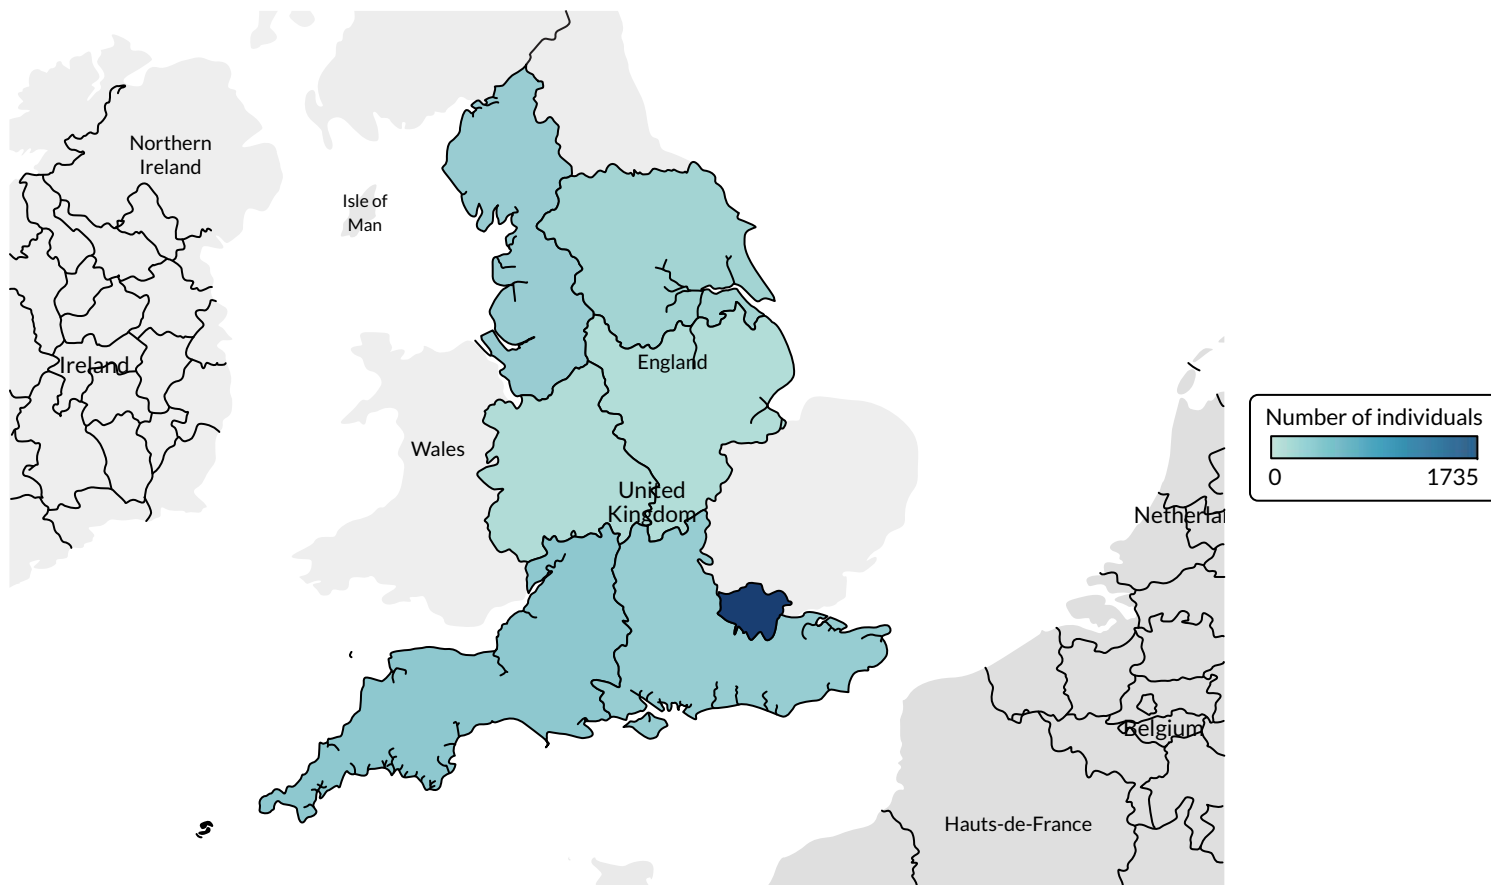 Northern
Ireland
Isle of
Man
Ireland
England
Wales
United
Kingdom
Number of individuals
0 1735
Netherlan
Belgium
Hauts-de-France